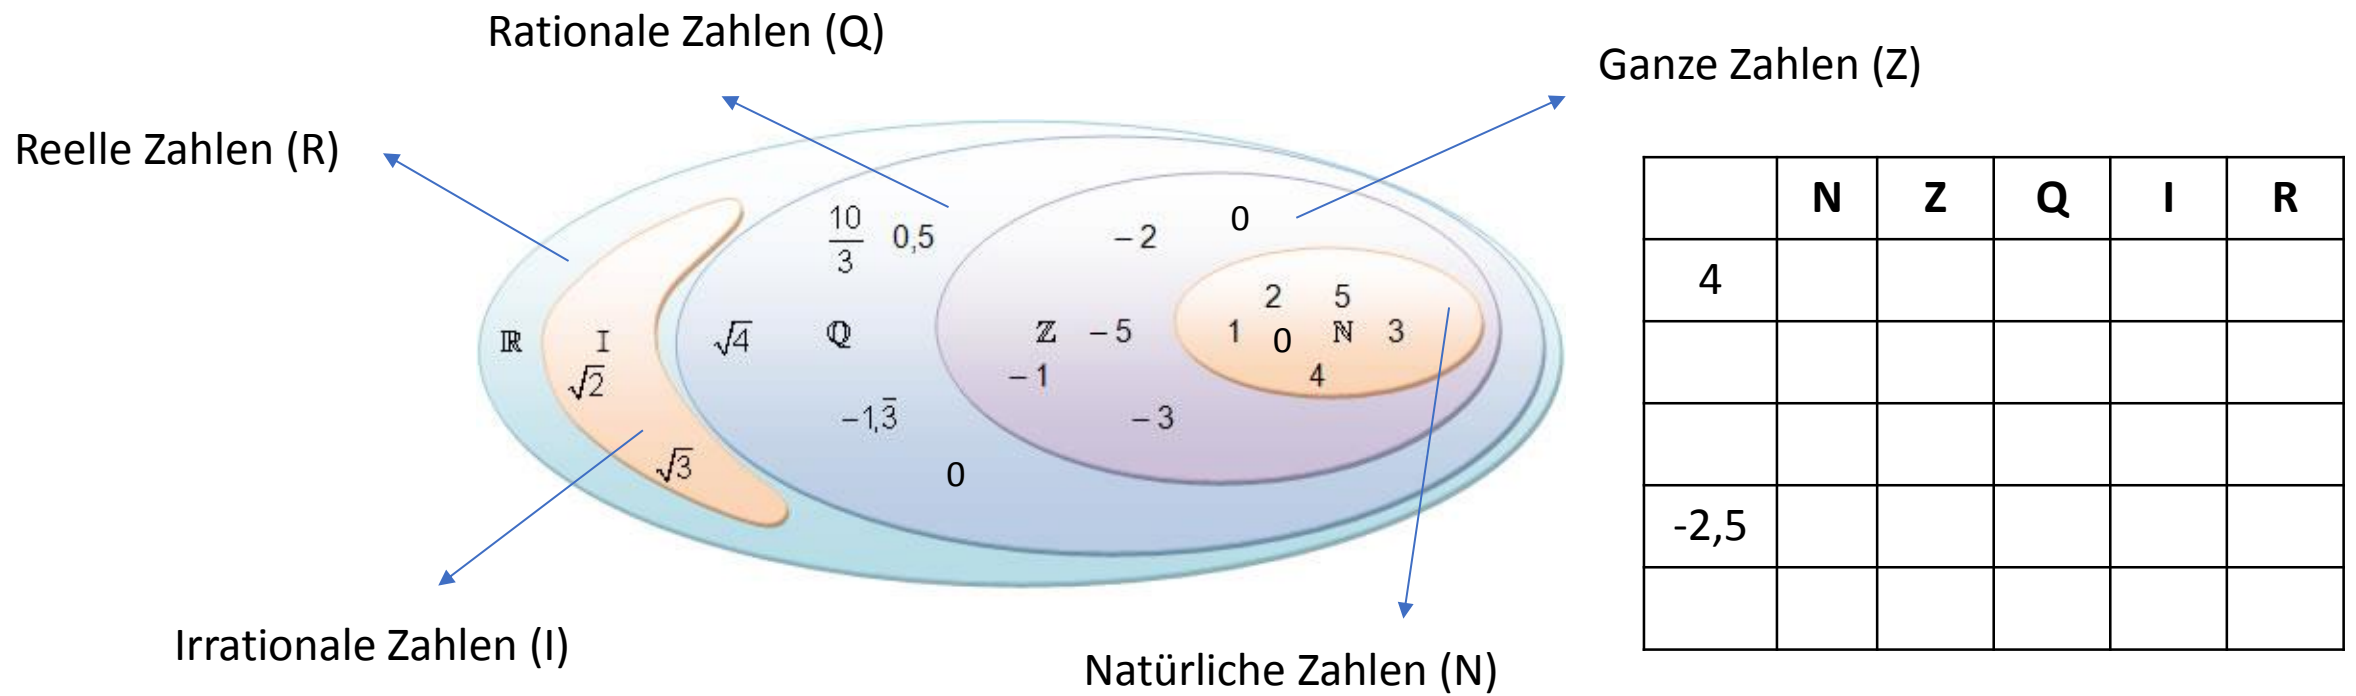 Rationale Zahlen (Q)
Ganze Zahlen (Z)
Reelle Zahlen (R)
10/3 0,5
-2 0
2 5
ℝ I √4 ℚ ℤ -5 1 0 ℕ 3
√2
-1 4
-1,3̅ -3
√3 0
Irrationale Zahlen (I)
Natürliche Zahlen (N)
N Z Q I R
4
-2,5